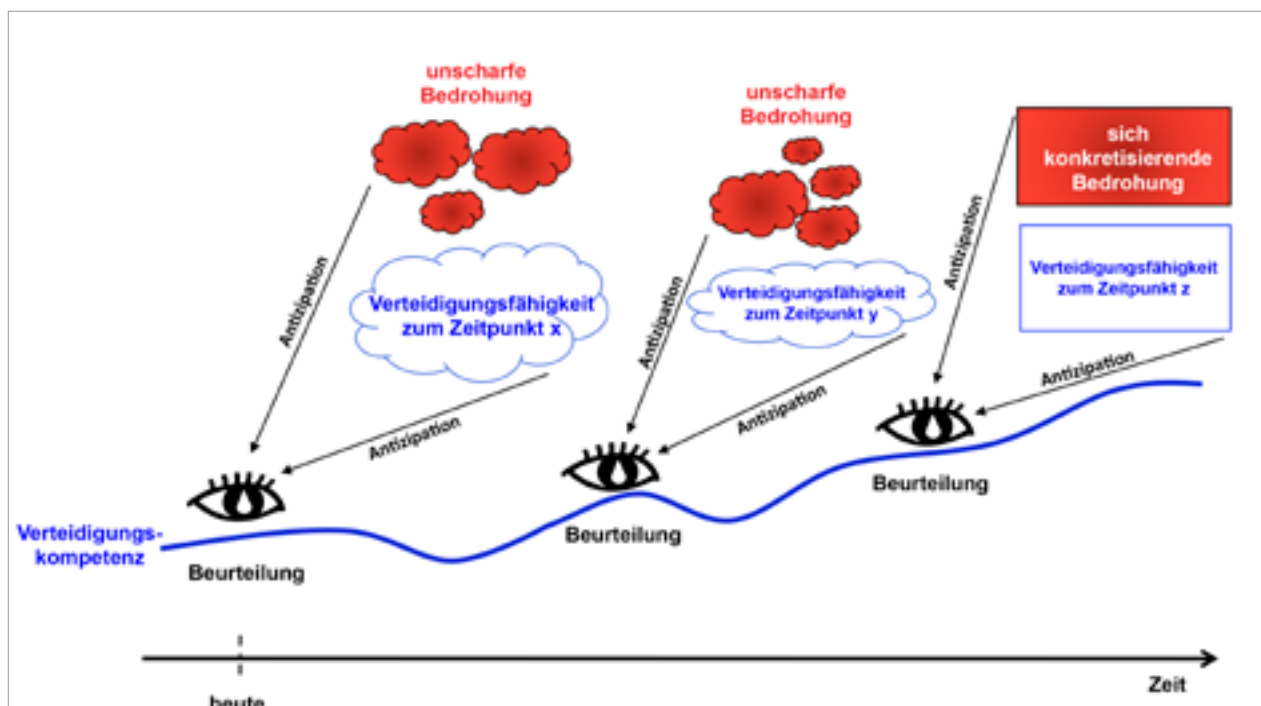 unscharfe
Bedrohung
unscharfe
Bedrohung
sich
konkretisierende
Bedrohung
Antizipation
Verteidigungsfähigkeit
zum Zeitpunkt x
Antizipation
Antizipation
Verteidigungsfähigkeit
zum Zeitpunkt y
Antizipation
Antizipation
Verteidigungsfähigkeit
zum Zeitpunkt z
Antizipation
Verteidigungs-
kompetenz
Beurteilung
Beurteilung
Beurteilung
Zeit
beute